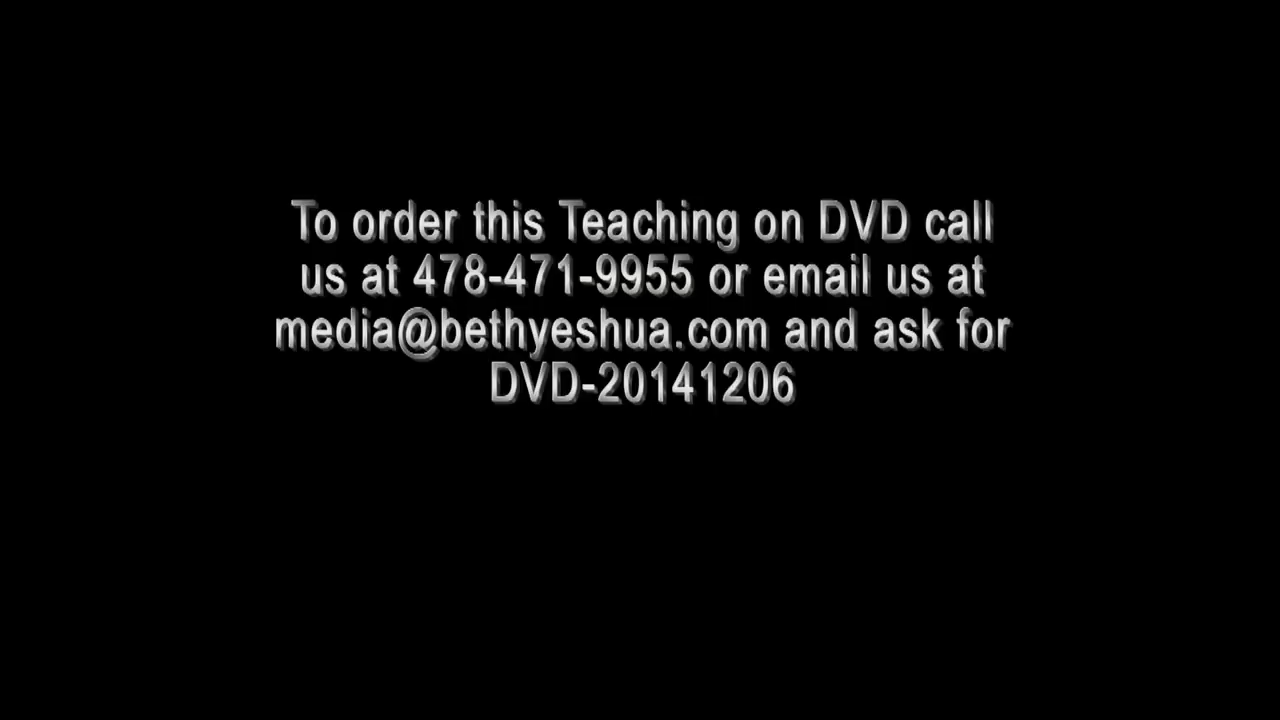 To order this Teaching on DVD call
us at 478-471-9955 or email us at
media@bethyeshua.com and ask for
DVD-20141206